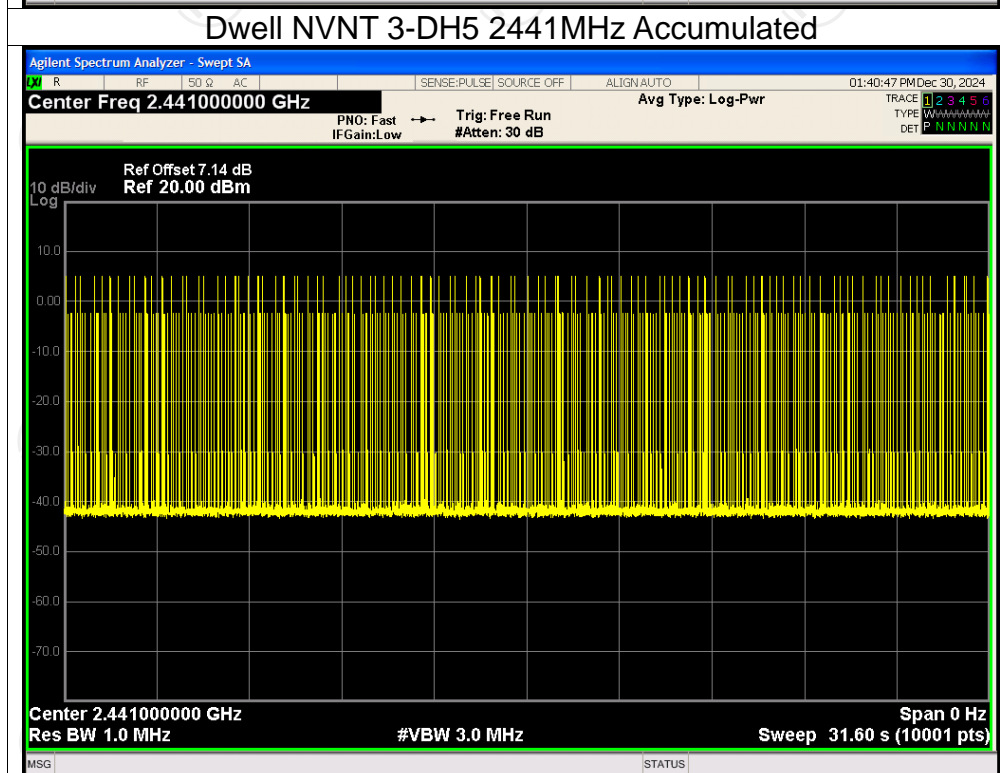 Dwell NVNT 3-DH5 2441MHz Accumulated
Agilent Spectrum Analyzer - Swept SA
LXI R RF 50 Ω AC SENSE:PULSE SOURCE OFF ALIGN AUTO 01:40:47 PM Dec 30, 2024
Center Freq 2.441000000 GHz Avg Type: Log-Pwr TRACE 1 2 3 4 5 6
PNO: Fast Trig: Free Run TYPE WWWWWW
IFGain:Low #Atten: 30 dB DET P N N N N N
Ref Offset 7.14 dB
10 dB/div Ref 20.00 dBm
Log
10.0
0.00
-10.0
-20.0
-30.0
-40.0
-50.0
-60.0
-70.0
Center 2.441000000 GHz Span 0 Hz
Res BW 1.0 MHz #VBW 3.0 MHz Sweep 31.60 s (10001 pts)
MSG STATUS